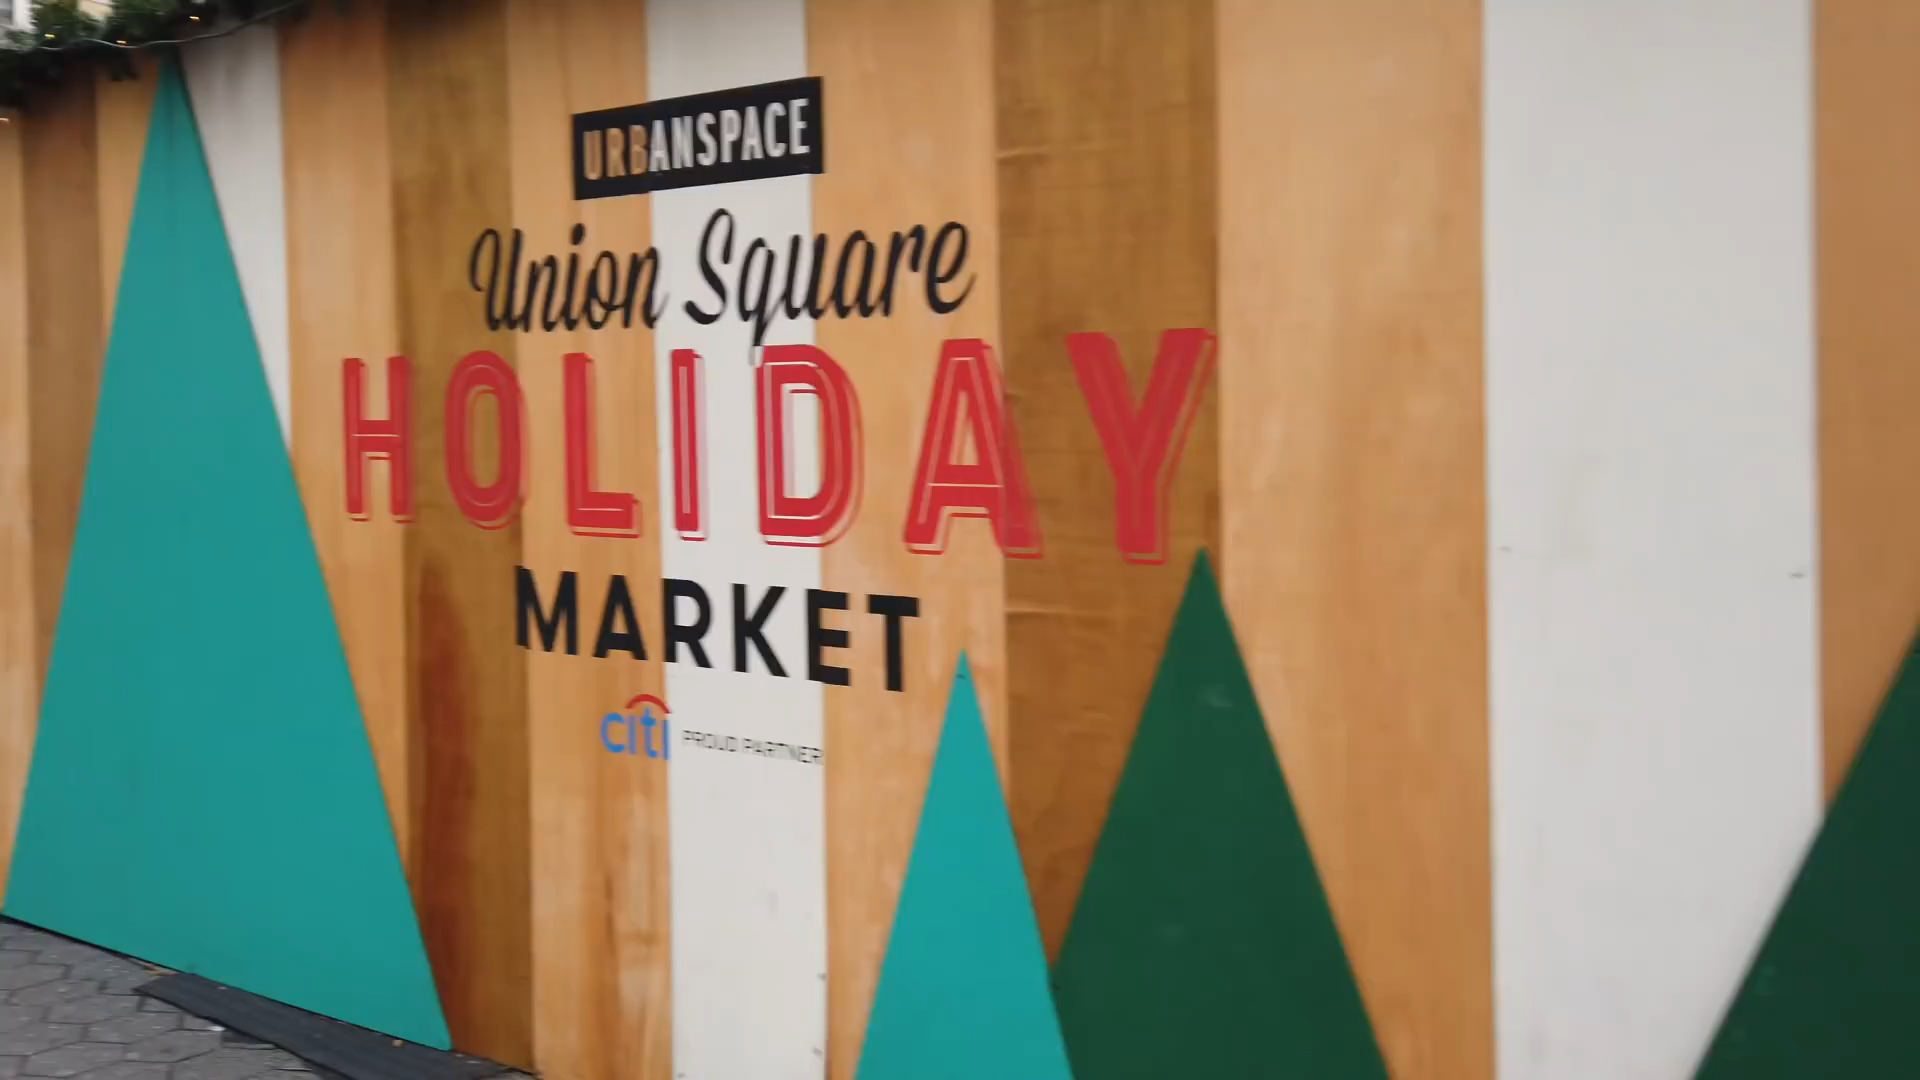 URBANSPACE
Union Square
HOLIDAY
MARKET
citi PROUD PARTNER